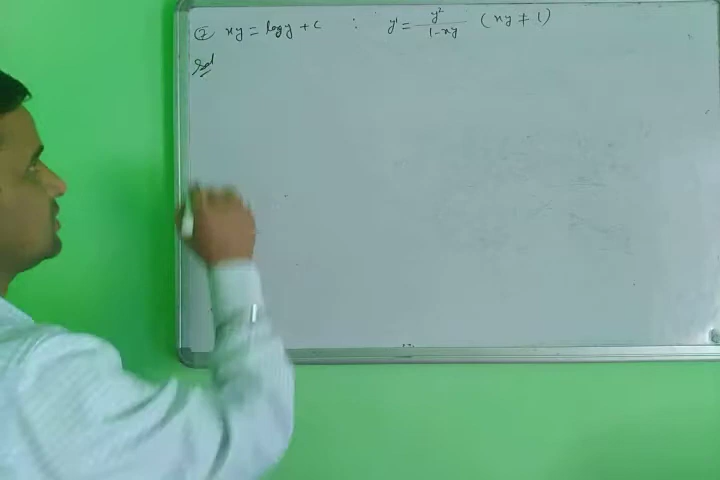 ⑦ xy = log y + c : y' = y²/(1-xy) (xy ≠ 1)
Sol